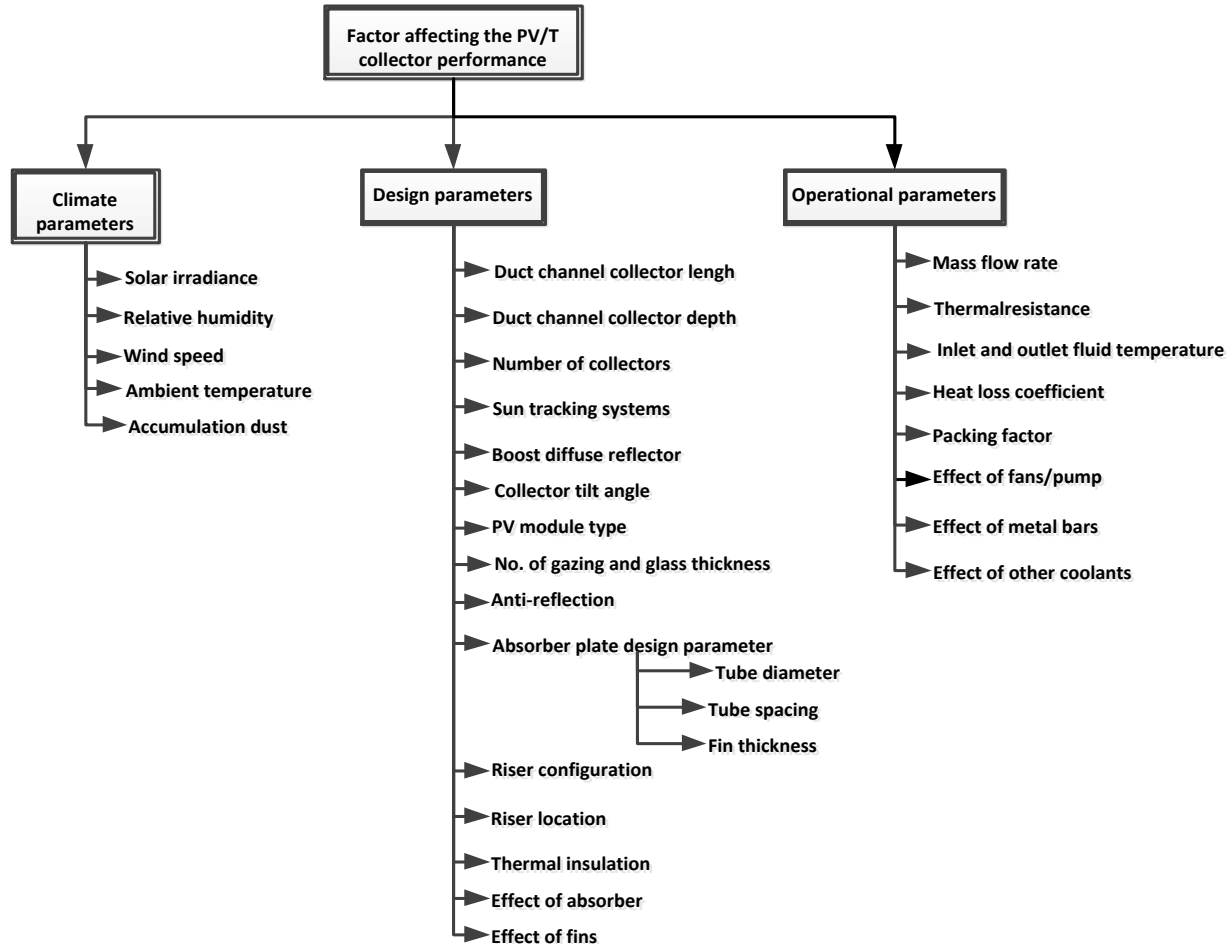 Factor affecting the PV/T
collector performance
Climate
parameters
Solar irradiance
Relative humidity
Wind speed
Ambient temperature
Accumulation dust
Design parameters
Duct channel collector lengh
Duct channel collector depth
Number of collectors
Sun tracking systems
Boost diffuse reflector
Collector tilt angle
PV module type
No. of gazing and glass thickness
Anti-reflection
Absorber plate design parameter
Tube diameter
Tube spacing
Fin thickness
Riser configuration
Riser location
Thermal insulation
Effect of absorber
Effect of fins
Operational parameters
Mass flow rate
Thermalresistance
Inlet and outlet fluid temperature
Heat loss coefficient
Packing factor
Effect of fans/pump
Effect of metal bars
Effect of other coolants